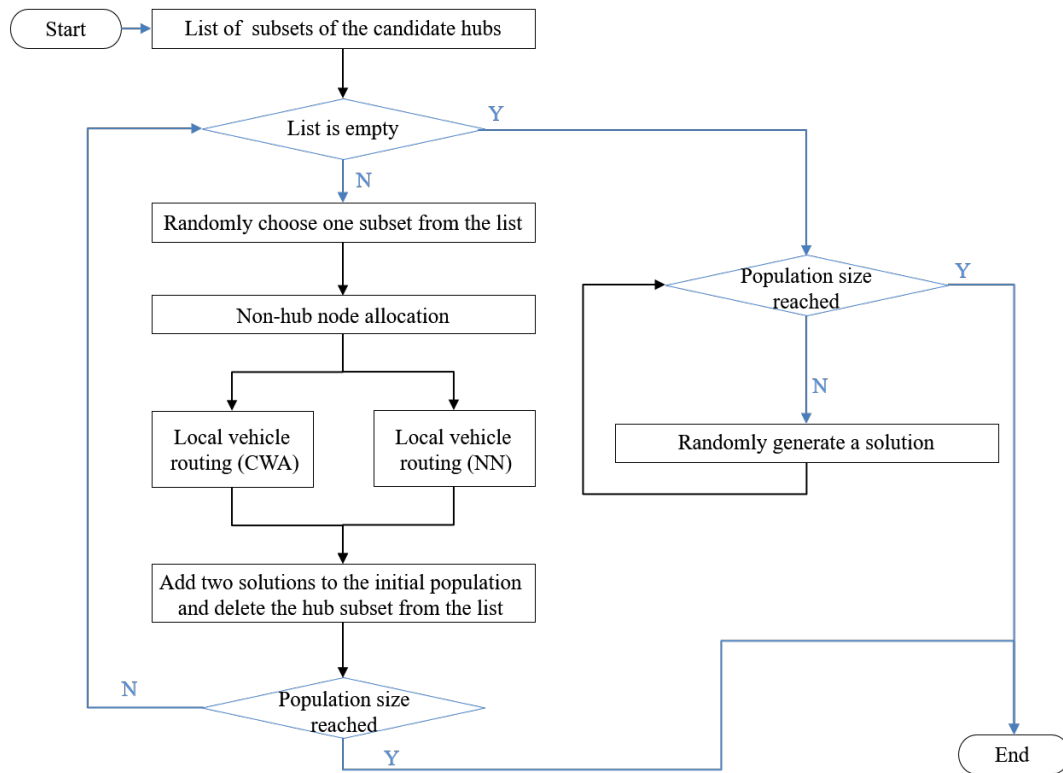 Start
List of subsets of the candidate hubs
List is empty
Y
N
Randomly choose one subset from the list
Non-hub node allocation
Local vehicle
routing (CWA)
Local vehicle
routing (NN)
Add two solutions to the initial population
and delete the hub subset from the list
Population size
reached
N
Y
Population size
reached
Y
N
Randomly generate a solution
End